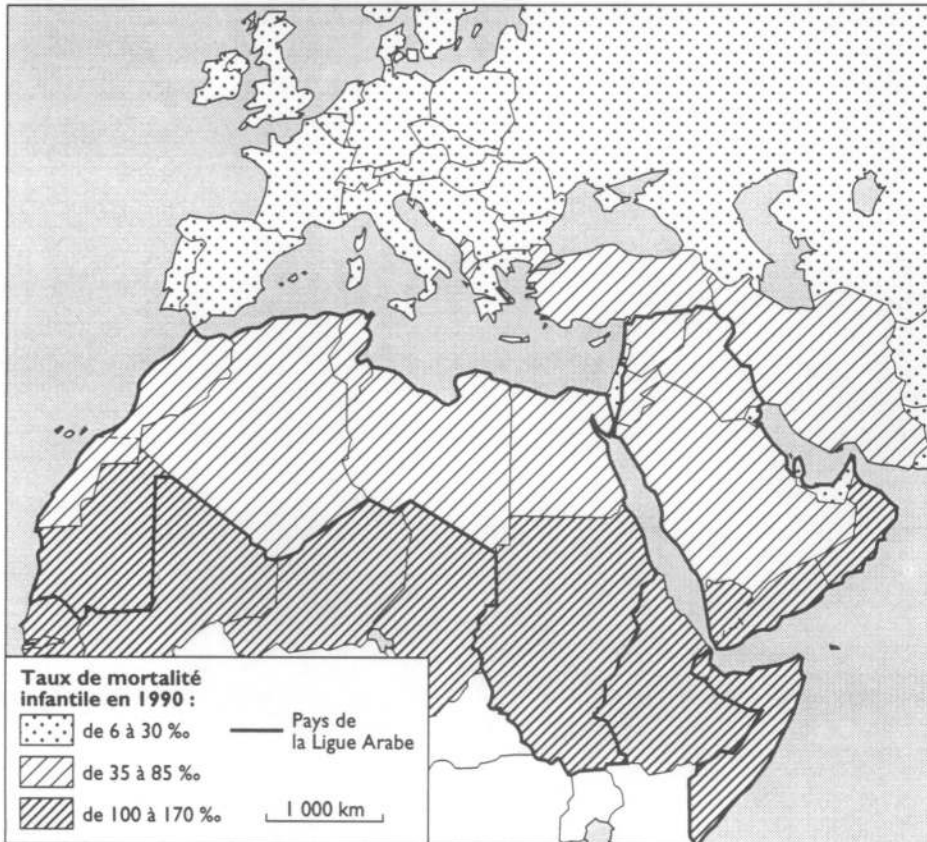 Taux de mortalité
infantile en 1990 :
de 6 à 30 ‰
de 35 à 85 ‰
de 100 à 170 ‰
Pays de
la Ligue Arabe
1 000 km